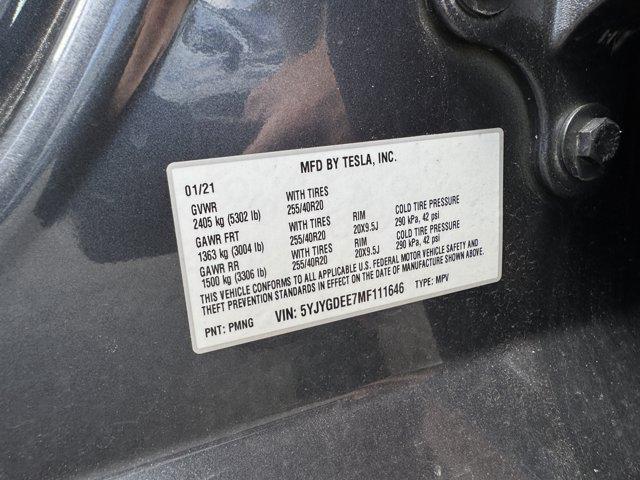 MFD BY TESLA, INC.
01/21
GVWR WITH TIRES
2405 kg (5302 lb) 255/40R20
GAWR FRT WITH TIRES RIM COLD TIRE PRESSURE
1363 kg (3004 lb) 255/40R20 20X9.5J 290 kPa, 42 psi
GAWR RR WITH TIRES RIM COLD TIRE PRESSURE
1500 kg (3306 lb) 255/40R20 20X9.5J 290 kPa, 42 psi
THIS VEHICLE CONFORMS TO ALL APPLICABLE U.S. FEDERAL MOTOR VEHICLE SAFETY AND
THEFT PREVENTION STANDARDS IN EFFECT ON THE DATE OF MANUFACTURE SHOWN ABOVE.
PNT: PMNG VIN: 5YJYGDEE7MF111646 TYPE: MPV